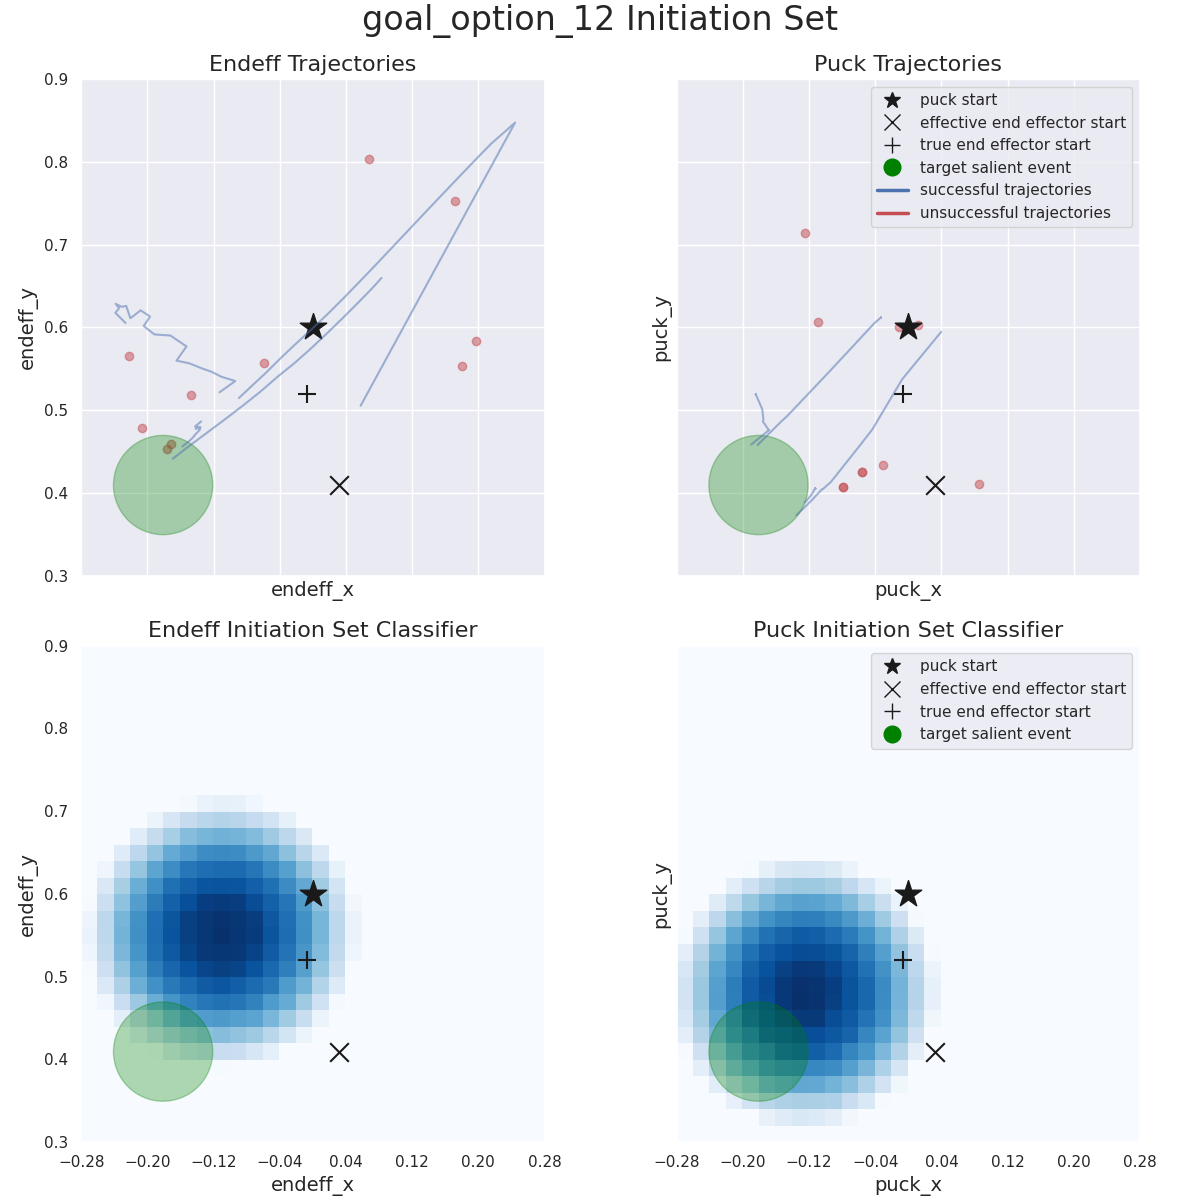 goal_option_12 Initiation Set
Endeff Trajectories
0.9
0.8
0.7
0.6
0.5
0.4
0.3
endeff_y
endeff_x
Puck Trajectories
puck start
effective end effector start
true end effector start
target salient event
successful trajectories
unsuccessful trajectories
puck_y
puck_x
Endeff Initiation Set Classifier
0.9
0.8
0.7
0.6
0.5
0.4
0.3
endeff_y
−0.28 −0.20 −0.12 −0.04 0.04 0.12 0.20 0.28
endeff_x
Puck Initiation Set Classifier
puck start
effective end effector start
true end effector start
target salient event
puck_y
−0.28 −0.20 −0.12 −0.04 0.04 0.12 0.20 0.28
puck_x